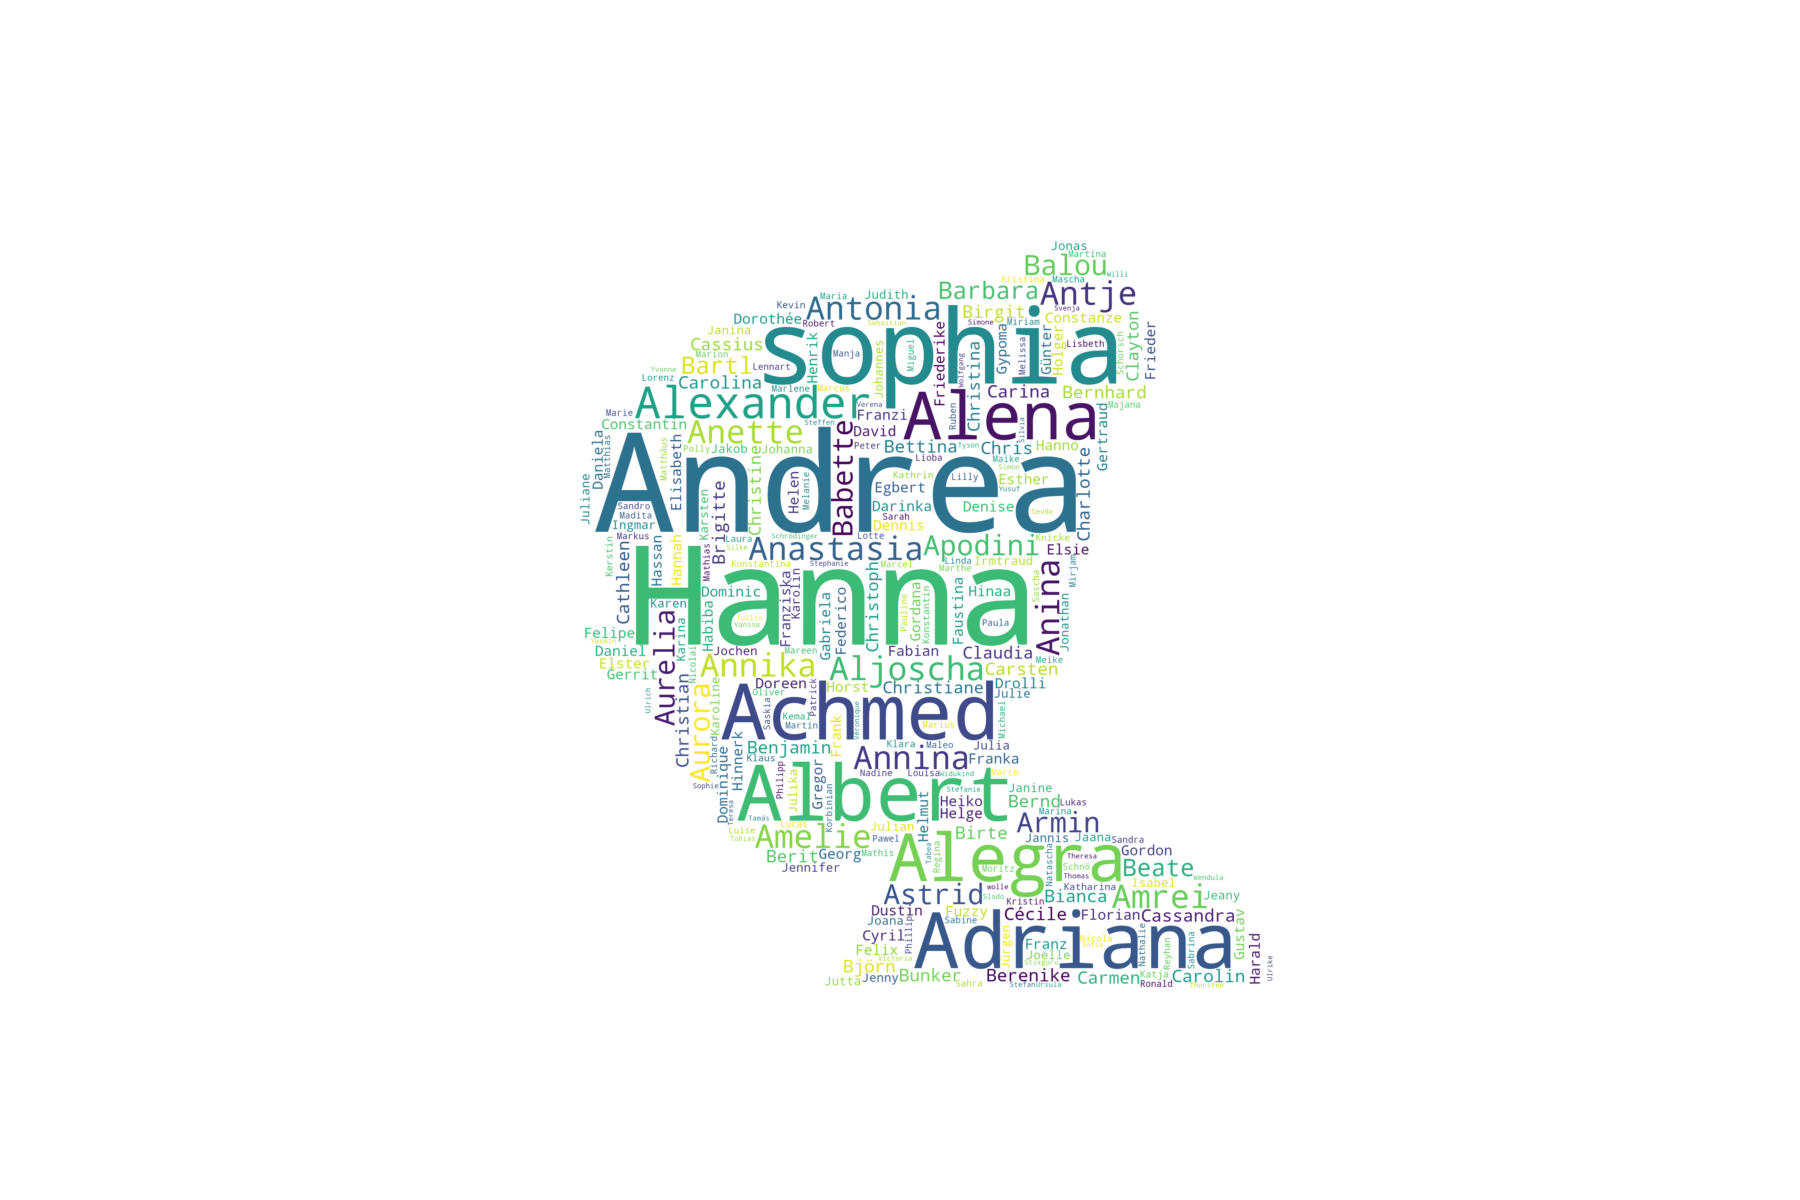 Jonas
Martina
Balou
Willi
Kristina
Mascha
Barbara
Antje
Maria
Judith
Kevin
Antonia
Birgit
Svenja
Dorothée
Robert
Sebastian
Simone
Miriam
Constanze
Janina
sophia
Frieder
Cassius
Henrik
Manja
Johannes
Miguel
Friederike
Wolfgang
Christina
Gypoma
Melissa
Günter
Holger
Lisbeth
Schorsch
Clayton
Marion
Bartl
Lennart
Yvonne
Lorenz
Carolina
Marlene
Marcus
Carina
Bernhard
Alexander
Verena
Alena
Majana
Marie
Franzi
Ruben
Silvia
Constantin
Anette
Steffen
Babette
David
Gertraud
Daniela
Matthias
Matthäus
Elisabeth
Polly
Jakob
Johanna
Peter
Bettina
Tyson
Chris
Hanno
Andrea
Lioba
Maike
Simon
Charlotte
Juliane
Christine
Helen
Melanie
Kathrin
Lilly
Esther
Egbert
Yusuf
Sandro
Madita
Ingmar
Karsten
Brigitte
Darinka
Sarah
Denise
Sevda
Dennis
Markus
Laura
Silke
Schrödinger
Lotte
Knicke
Kerstin
Cathleen
Hassan
Hannah
Mathias
Anastasia
Apodini
Elsie
Konstantina
Stephanie
Marcel
Linda
Marthe
Irmtraud
Mirjam
Hanna
Dominic
Franziska
Karolin
Christoph
Hinaa
Sascha
Anina
Karen
Habiba
Tullin
Vanina
Gabriela
Federico
Pauline
Gordana
Konstantin
Faustina
Paula
Jonathan
Felipe
Yasmin
Aurelia
Karina
Daniel
Jochen
Mareen
Fabian
Claudia
Meike
Elster
Nicolai
Annika
Aljoscha
Carsten
Gerrit
Doreen
Patrick
Horst
Christiane
Drolli
Ulrich
Christian
Aurora
Karoline
Oliver
Julie
Achmed
Saskia
Kemal
Martin
Véronique
Marius
Michael
Richard
Hinnerk
Benjamin
Frank
Klara
Maleo
Julia
Klaus
Annina
Franka
Sophie
Dominique
Philipp
Julika
Gregor
Nadine
Louisa
Widukind
Marco
Albert
Stefanie
Janine
Teresa
Korbinian
Heiko
Bernd
Lukas
Tamás
Helge
Marina
Luise
Lucas
Julian
Helmut
Armin
Tobias
Amelie
Pawel
Birte
Jannis
Jaana
Sandra
Berit
Georg
Mathis
Tabea
Regina
Alegra
Natascha
Theresa
Gordon
Jennifer
Moritz
Schnö
Beate
Thomas
Wendula
Isabel
Astrid
wolle
Slodo
Katharina
Kristin
Bianca
Amrei
Jeany
Dustin
Fuzzy
Cécile
Florian
Cassandra
Joana
Phillip
Sabine
Gustav
Cyril
Adriana
Jürgen
Franz
Nicola
Sofia
Nathalie
Reyhan
Sabrina
Harald
Felix
Victoria
Joelle
Stixguru
Ulrike
Björn
Jutta
Jenny
Bunker
Sahra
Berenike
Stefan
Ursula
Carmen
Katja
Ronald
Carolin
Thorsten